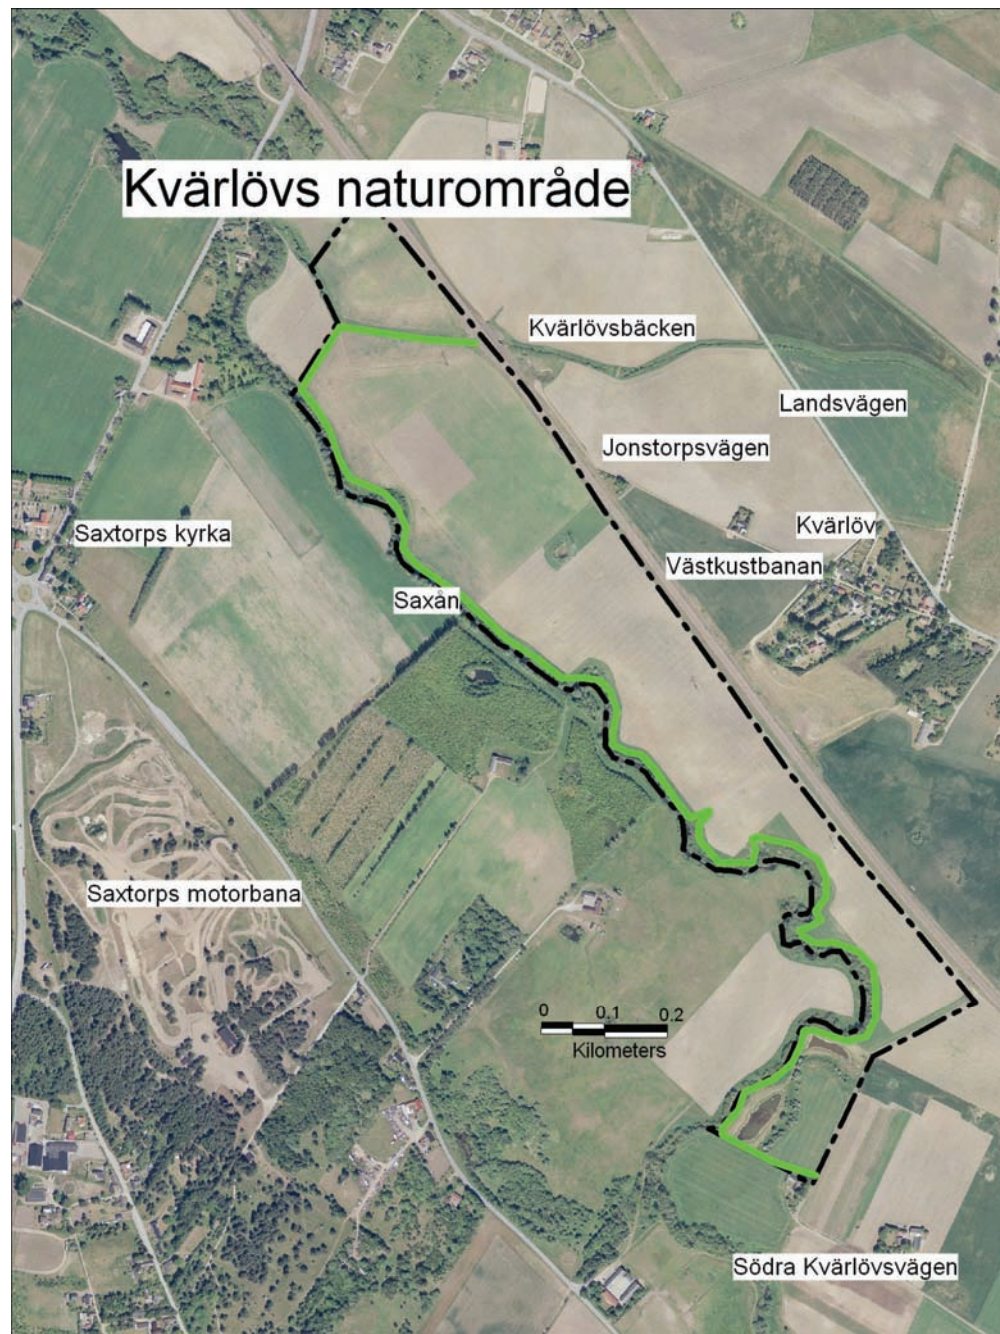 Kvärlövs naturområde
Kvärlövsbäcken
Landsvägen
Jonstorpsvägen
Kvärlöv
Saxtorps kyrka
Västkustbanan
Saxån
Saxtorps motorbana
0 0.1 0.2
Kilometers
Södra Kvärlövsvägen